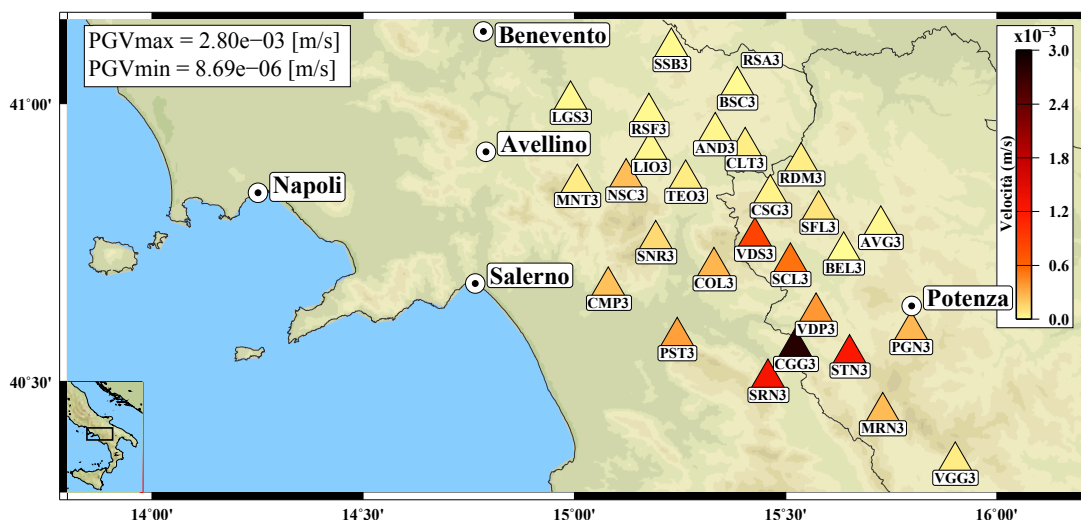 PGVmax = 2.80e−03 [m/s]
PGVmin = 8.69e−06 [m/s]
Benevento
Avellino
Napoli
Salerno
Potenza
SSB3
RSA3
BSC3
LGS3
RSF3
AND3
CLT3
LIO3
RDM3
MNT3
NSC3
TEO3
CSG3
SFL3
AVG3
SNR3
VDS3
BEL3
COL3
SCL3
CMP3
VDP3
PGN3
PST3
CGG3
STN3
SRN3
MRN3
VGG3
x10⁻³
3.0
2.4
1.8
1.2
0.6
0.0
Velocità (m/s)
41°00'
40°30'
14°00'
14°30'
15°00'
15°30'
16°00'